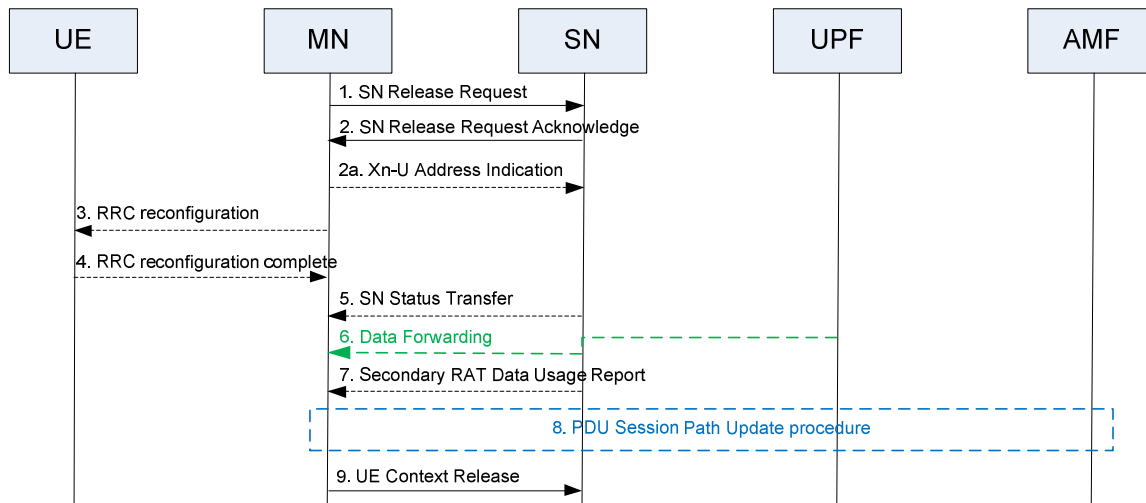 UE
MN
SN
UPF
AMF
1. SN Release Request
2. SN Release Request Acknowledge
2a. Xn-U Address Indication
3. RRC reconfiguration
4. RRC reconfiguration complete
5. SN Status Transfer
6. Data Forwarding
7. Secondary RAT Data Usage Report
8. PDU Session Path Update procedure
9. UE Context Release